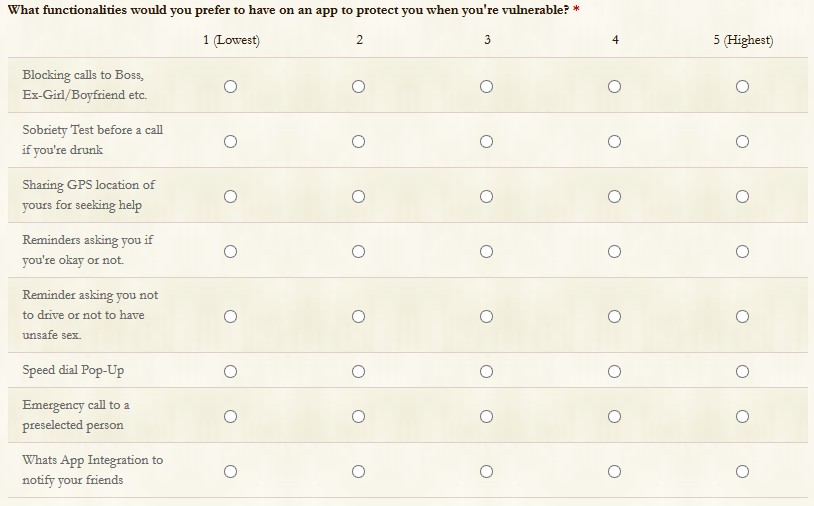 What functionalities would you prefer to have on an app to protect you when you're vulnerable? *
1 (Lowest) 2 3 4 5 (Highest)
Blocking calls to Boss,
Ex-Girl/Boyfriend etc.
Sobriety Test before a call
if you're drunk
Sharing GPS location of
yours for seeking help
Reminders asking you if
you're okay or not.
Reminder asking you not
to drive or not to have
unsafe sex.
Speed dial Pop-Up
Emergency call to a
preselected person
Whats App Integration to
notify your friends